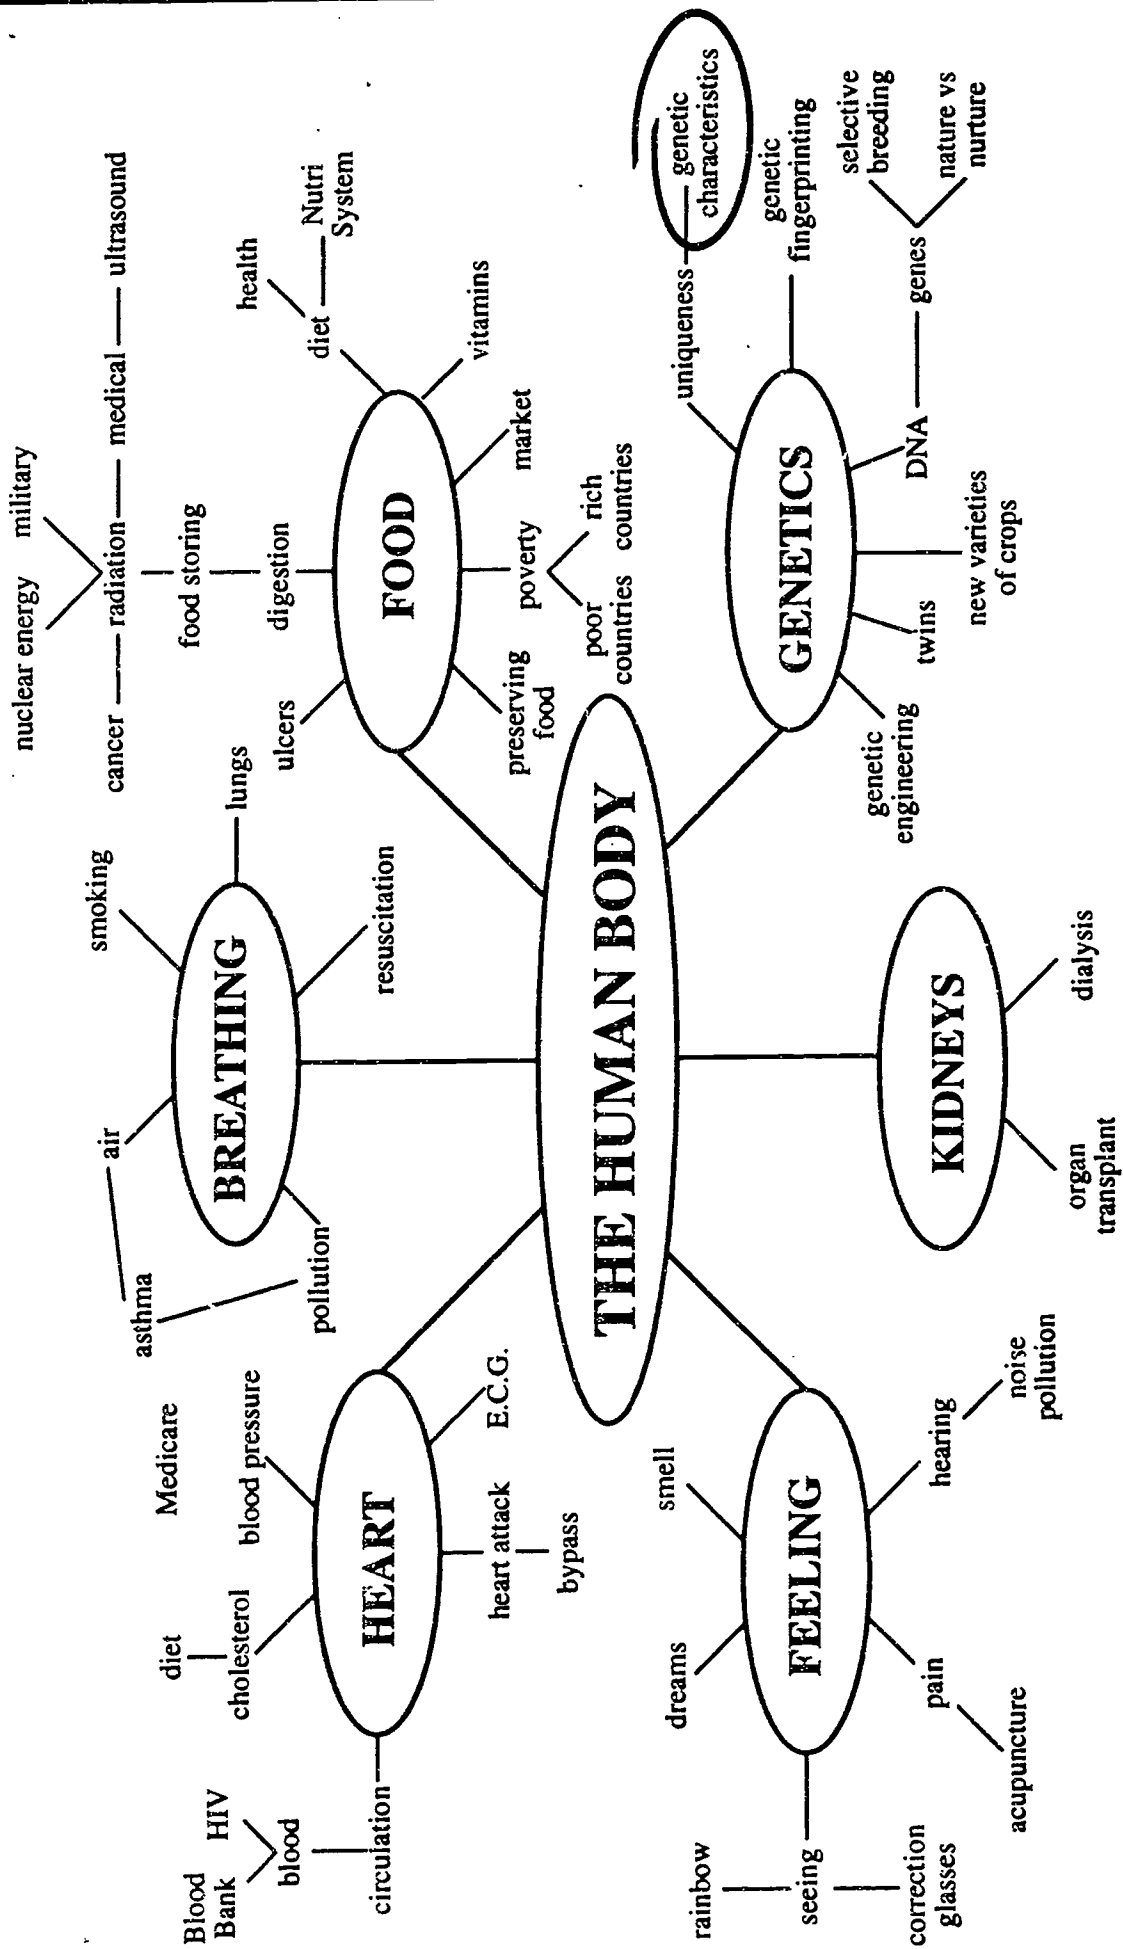 nuclear energy
military
cancer
radiation
medical
ultrasound
food storing
digestion
ulcers
health
diet
Nutri
System
vitamins
FOOD
market
poverty
poor
countries
rich
countries
preserving
food
smoking
lungs
air
asthma
pollution
BREATHING
resuscitation
Medicare
diet
cholesterol
blood pressure
Blood
Bank
HIV
blood
circulation
HEART
E.C.G.
heart attack
bypass
THE HUMAN BODY
smell
dreams
rainbow
seeing
correction
glasses
FEELING
hearing
noise
pollution
pain
acupuncture
KIDNEYS
organ
transplant
dialysis
uniqueness
genetic
characteristics
genetic
fingerprinting
GENETICS
DNA
genes
selective
breeding
nature vs
nurture
new varieties
of crops
twins
genetic
engineering